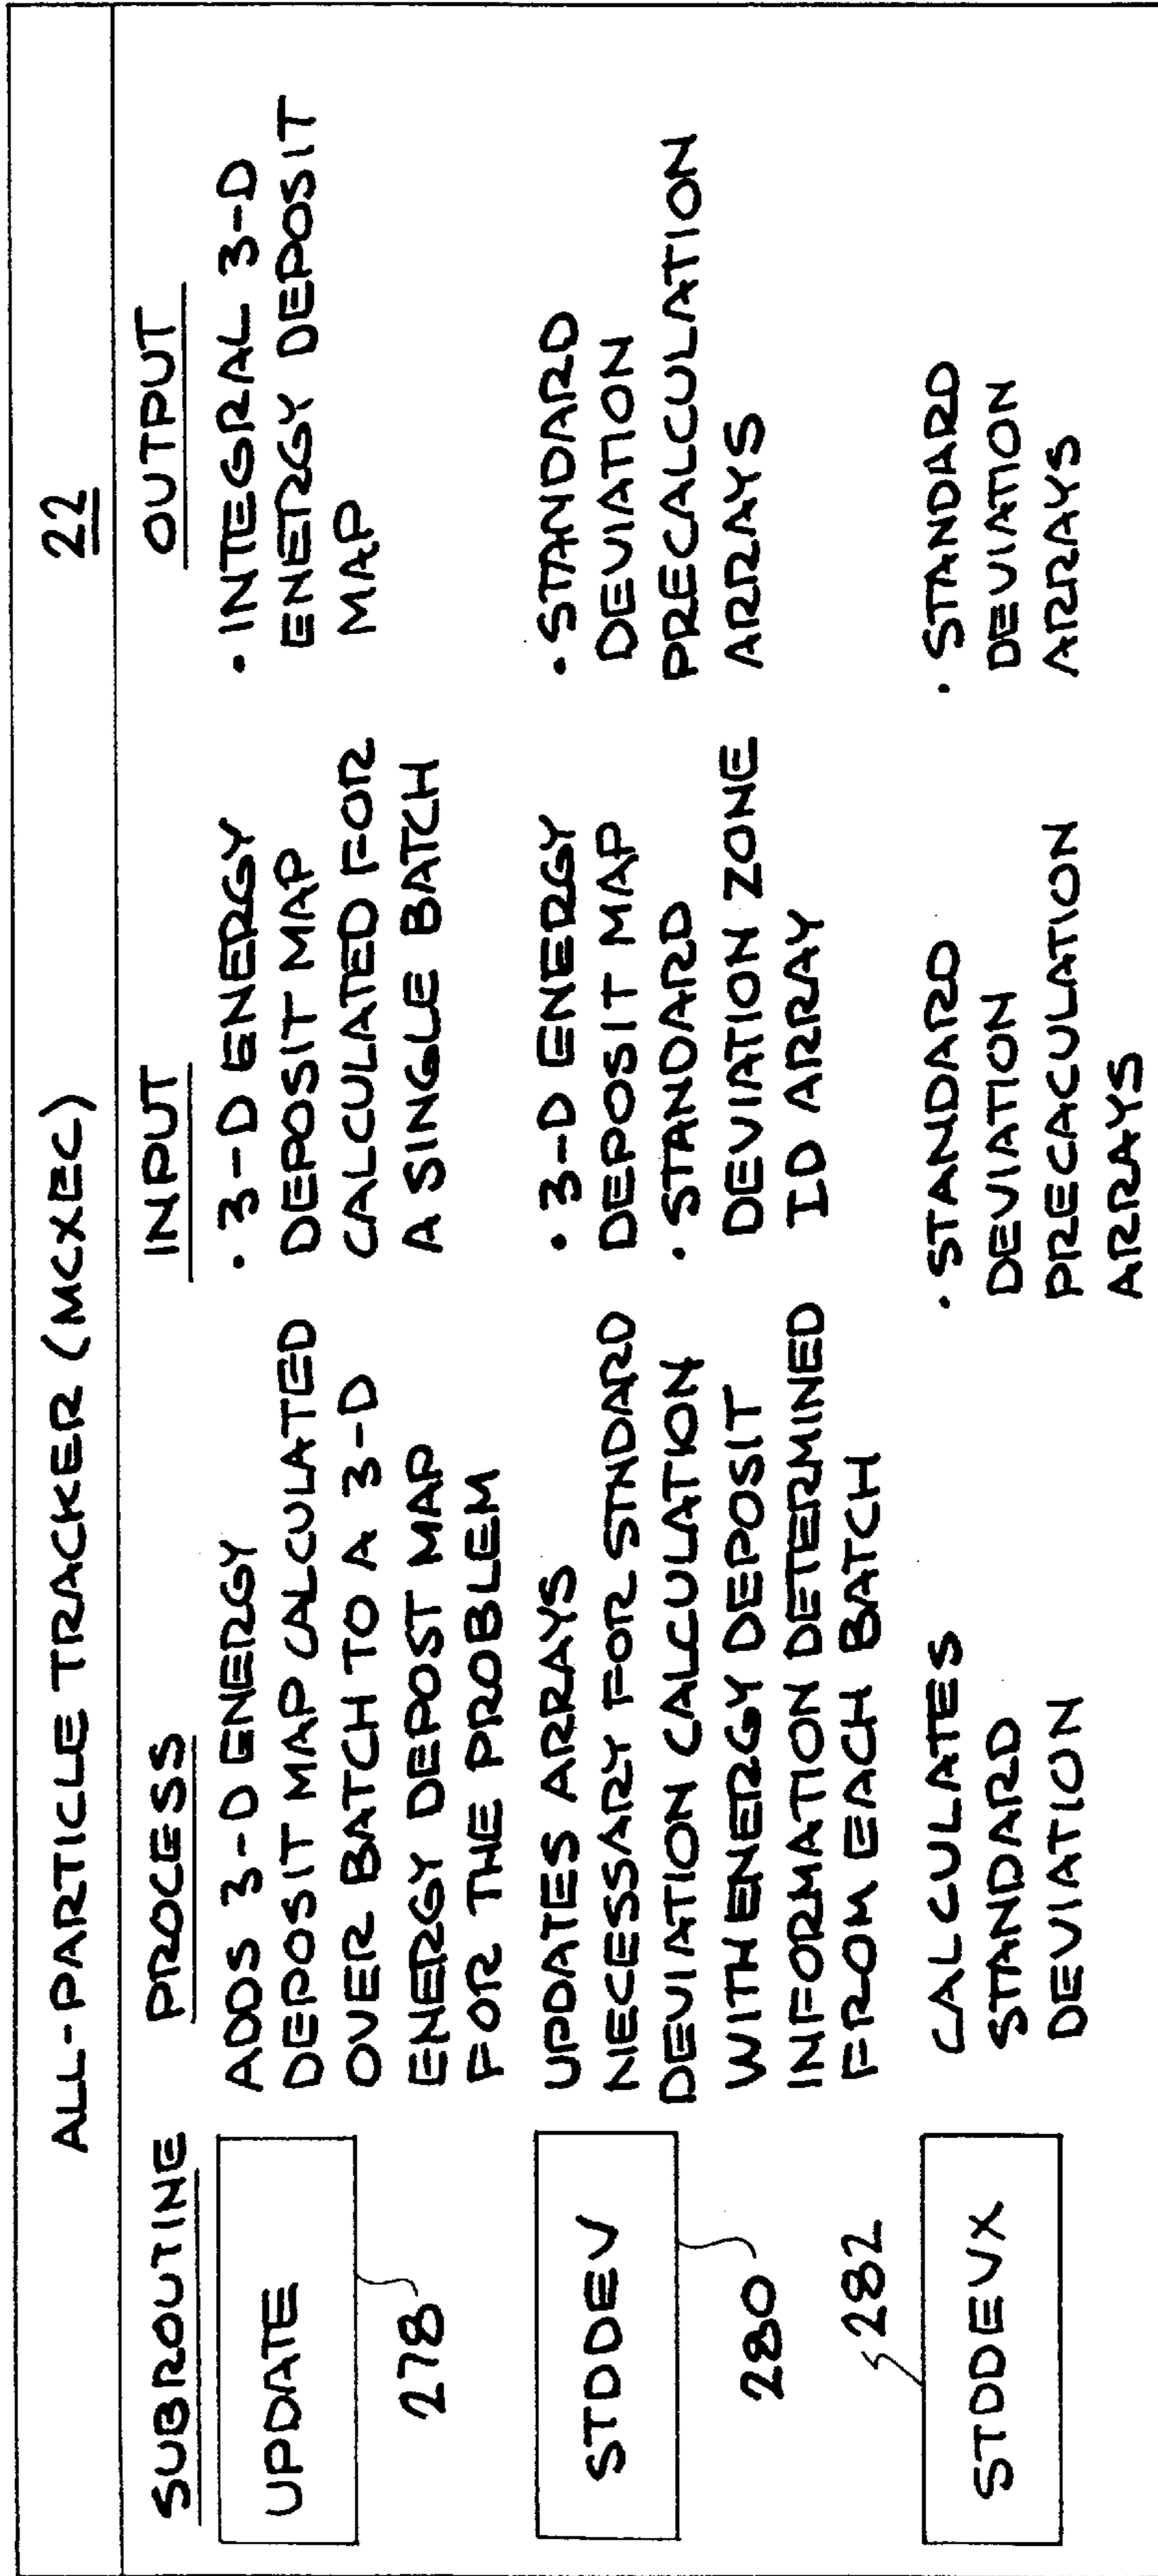 ALL-PARTICLE TRACKER (MCXEC) 22
SUBROUTINE PROCESS INPUT OUTPUT
UPDATE
278
ADDS 3-D ENERGY
DEPOSIT MAP CALCULATED
OVER BATCH TO A 3-D
ENERGY DEPOST MAP
FOR THE PROBLEM
• 3-D ENERGY
DEPOSIT MAP
CALCULATED FOR
A SINGLE BATCH
• INTEGRAL 3-D
ENETRGY DEPOSIT
MAP
STDDEV
280
UPDATES ARRAYS
NECESSARY FOR STNDARD
DEVIATION CALCULATION
WITH ENERGY DEPOSIT
INFORMATION DETERMINED
FROM EACH BATCH
• 3-D ENERGY
DEPOSIT MAP
• STANDARD
DEVIATION ZONE
ID ARRAY
• STANDARD
DEVIATION
PRECALCULATION
ARRAYS
282
STDDEVX
CALCULATES
STANDARD
DEVIATION
• STANDARD
DEVIATION
PRECACULATION
ARRAYS
• STANDARD
DEVIATION
ARRAYS